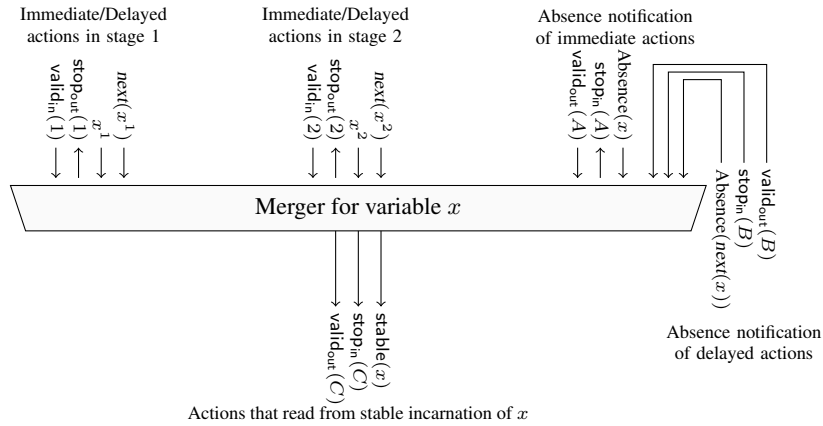 Immediate/Delayed
actions in stage 1
Immediate/Delayed
actions in stage 2
Absence notification
of immediate actions
valid_in(1)
stop_out(1)
x^1
next(x^1)
valid_in(2)
stop_out(2)
x^2
next(x^2)
valid_out(A)
stop_in(A)
Absence(x)
Merger for variable x
Absence(next(x))
stop_in(B)
valid_out(B)
Absence notification
of delayed actions
valid_out(C)
stop_in(C)
stable(x)
Actions that read from stable incarnation of x